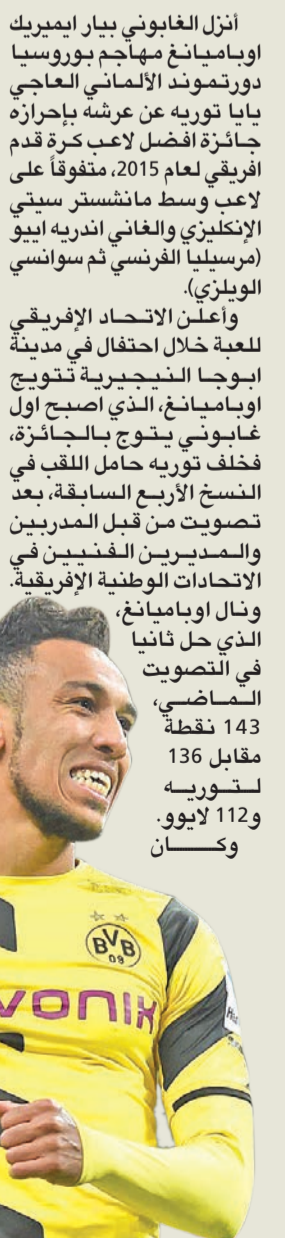 أنزل الغابوني بيار ايميريك
اوباميانغ مهاجم بوروسيا
دورتموند الألماني العاجي
يايا توريه عن عرشه بإحرازه
جائزة افضل لاعب كرة قدم
افريقي لعام 2015، متفوقاً على
لاعب وسط مانشستر سيتي
الإنكليزي والغاني اندريه اييو
(مرسيليا الفرنسي ثم سوانسي
الويلزي).
وأعلن الاتحاد الإفريقي
للعبة خلال احتفال في مدينة
ابوجا النيجيرية تتويج
اوباميانغ، الذي اصبح اول
غابوني يتوج بالجائزة،
فخلف توريه حامل اللقب في
النسخ الأربع السابقة، بعد
تصويت من قبل المدربين
والمديرين الفنيين في
الاتحادات الوطنية الإفريقية.
ونال اوباميانغ،
الذي حل ثانيا
في التصويت
الماضي،
143 نقطة
مقابل 136
لتوريه
و112 لايوو.
وكان
BVB
09
VONIK